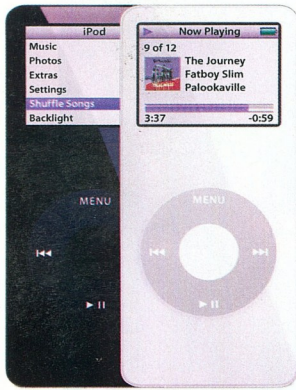 iPod
Music
Photos
Extras
Settings
Shuffle Songs
Backlight
MENU
Now Playing
9 of 12
The Journey
Fatboy Slim
Palookaville
3:37 -0:59
MENU